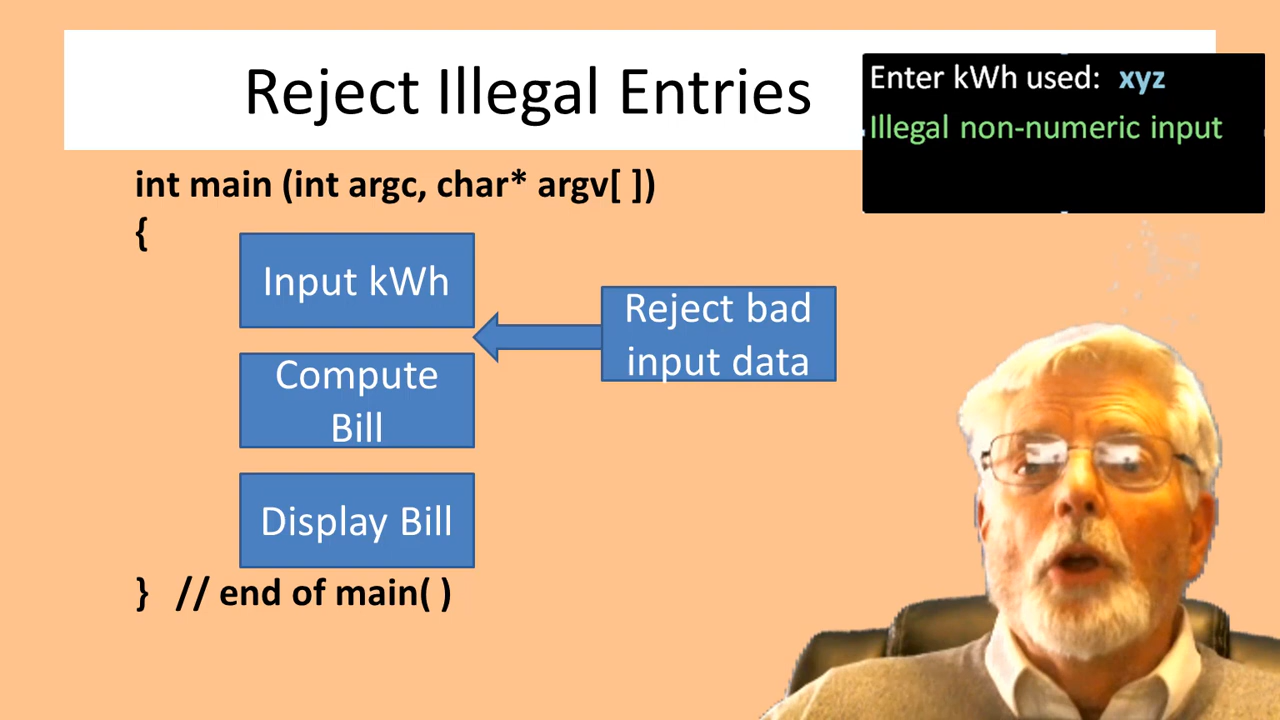 Reject Illegal Entries
Enter kWh used: xyz
Illegal non-numeric input
int main (int argc, char* argv[ ])
{
Input kWh
Reject bad
input data
Compute
Bill
Display Bill
} // end of main( )